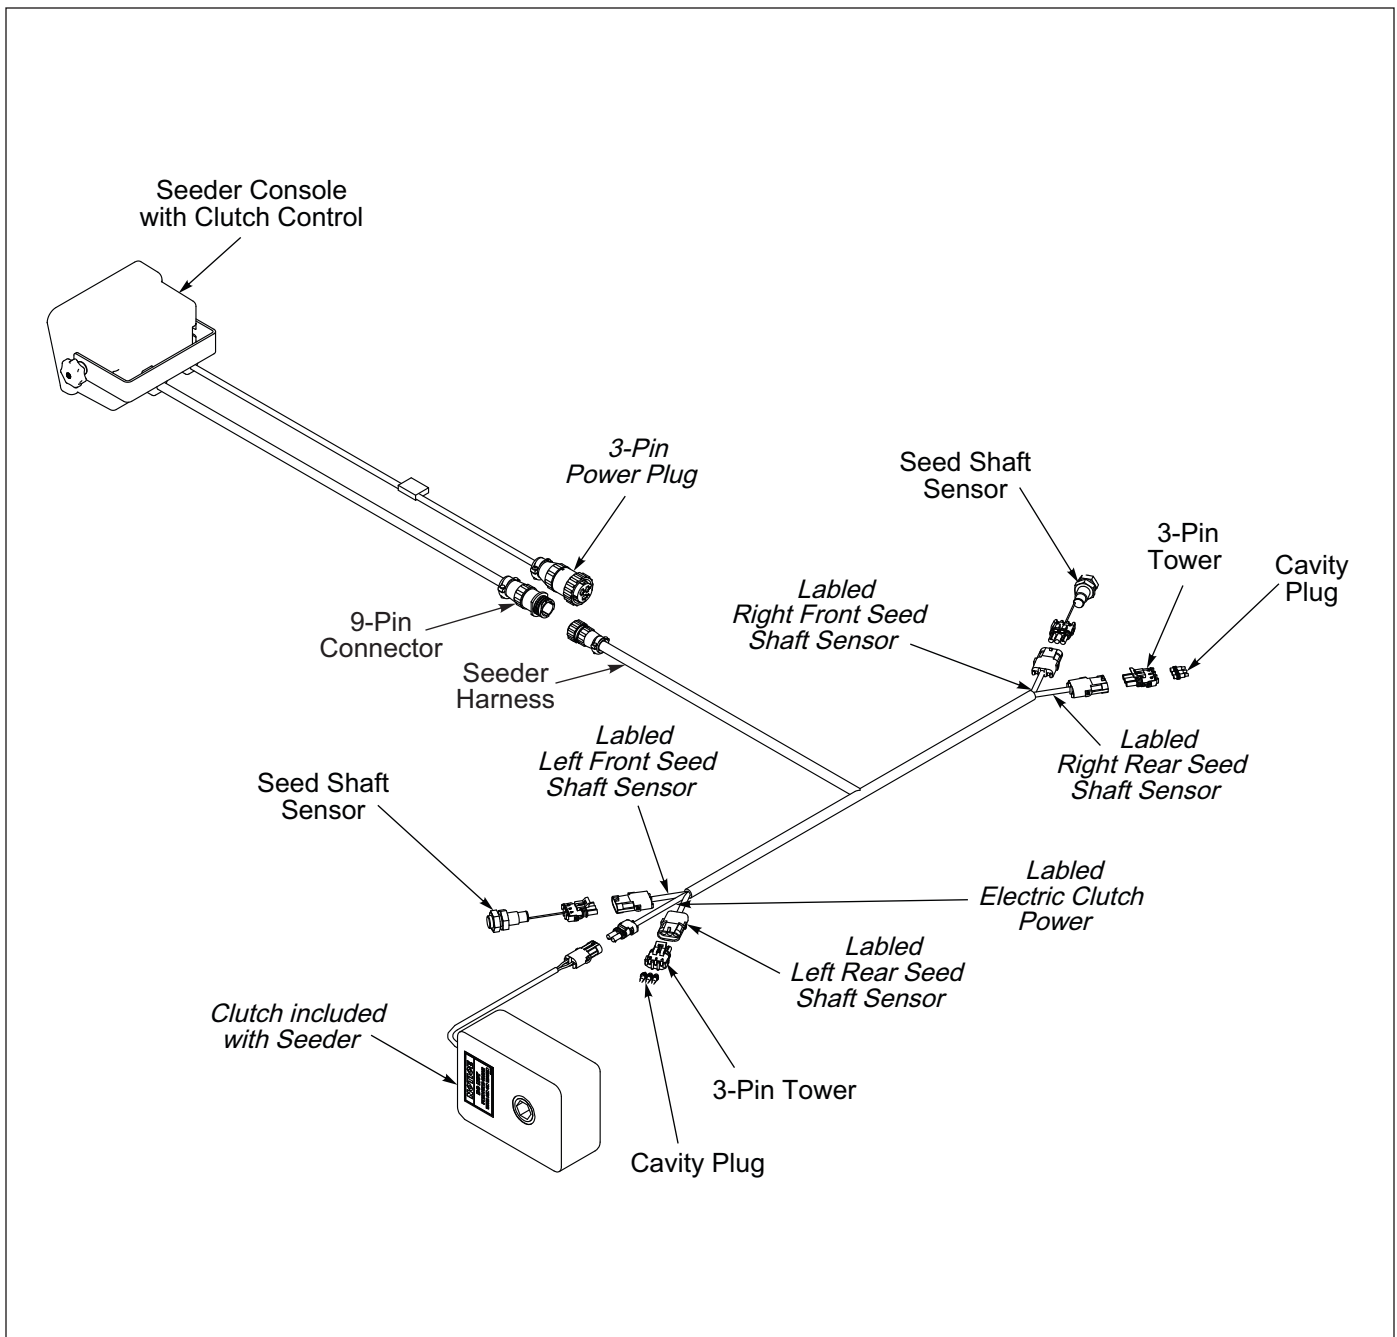 Seeder Console
with Clutch Control
3-Pin
Power Plug
Seed Shaft
Sensor
3-Pin
Tower
Cavity
Plug
Labled
Right Front Seed
Shaft Sensor
9-Pin
Connector
Seeder
Harness
Labled
Left Front Seed
Shaft Sensor
Labled
Right Rear Seed
Shaft Sensor
Seed Shaft
Sensor
Labled
Electric Clutch
Power
Labled
Left Rear Seed
Shaft Sensor
Clutch included
with Seeder
3-Pin Tower
Cavity Plug